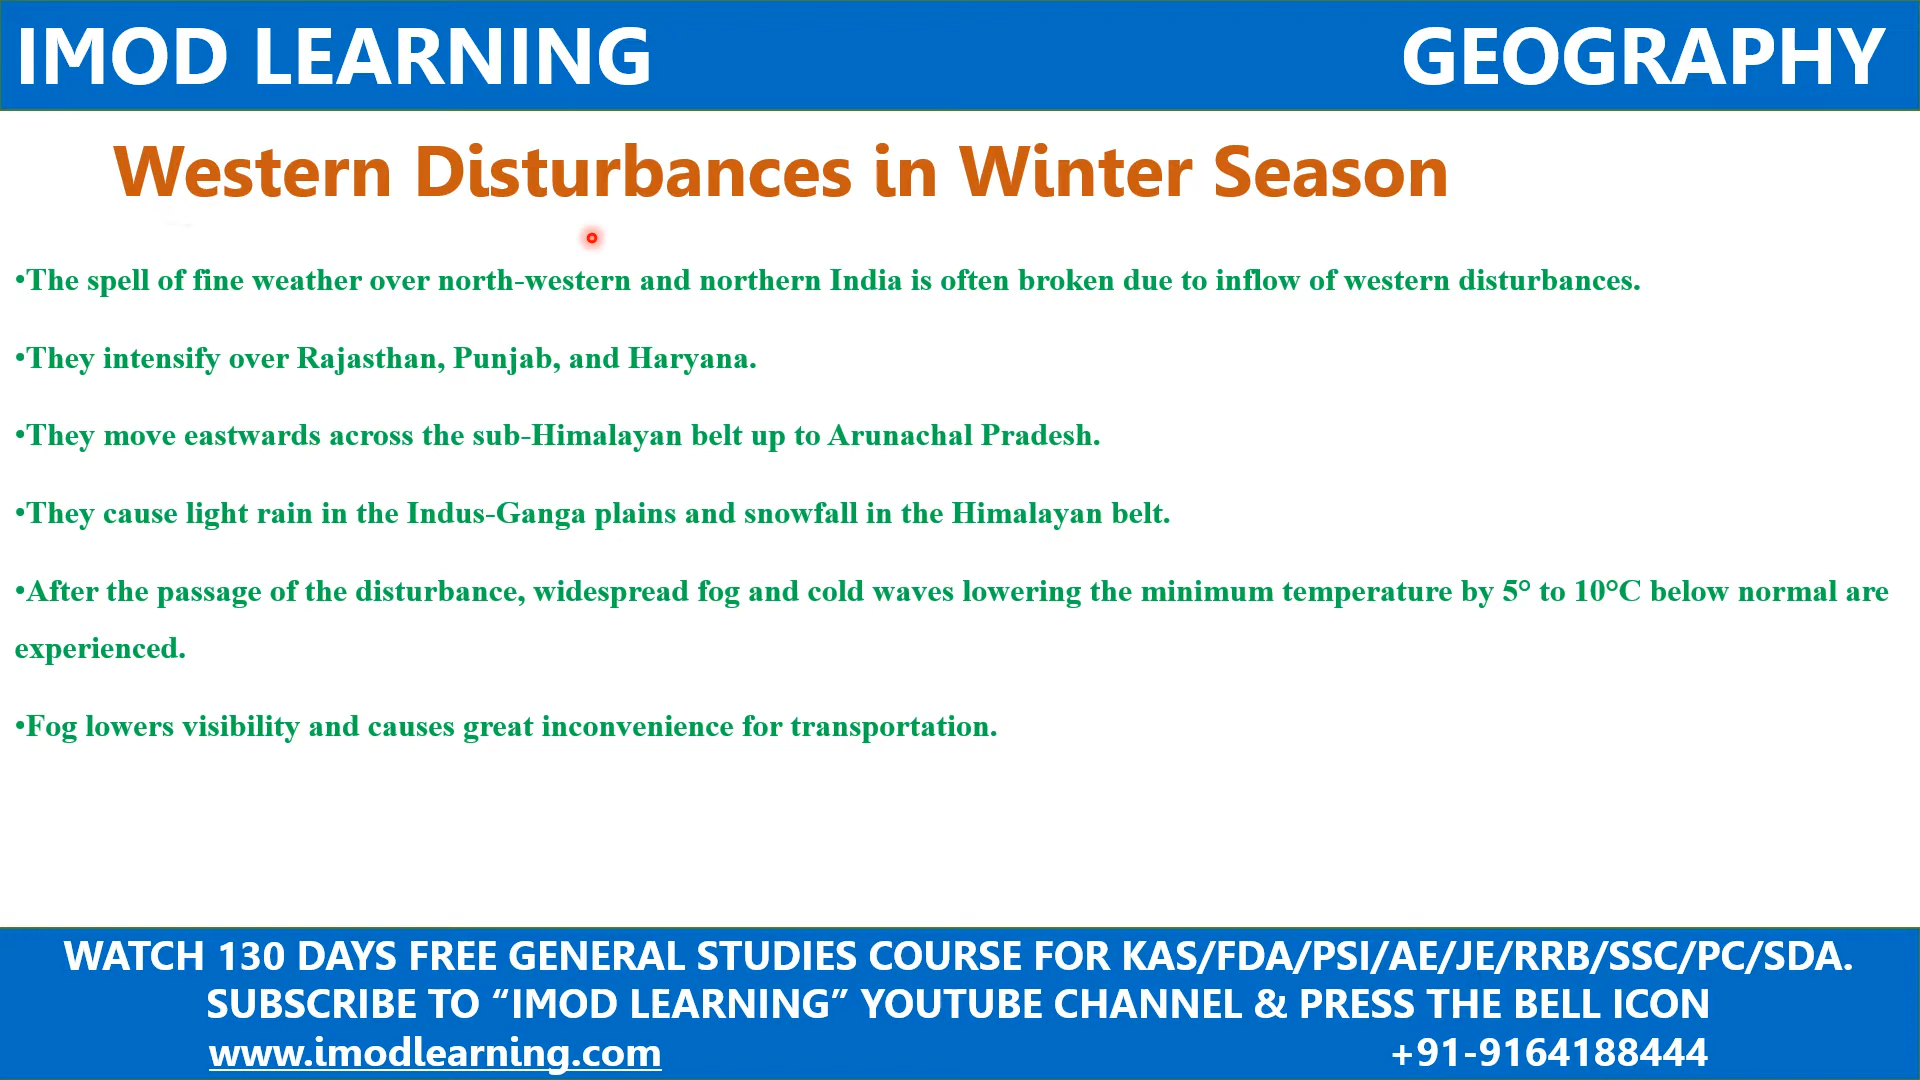 IMOD LEARNING GEOGRAPHY
Western Disturbances in Winter Season
•The spell of fine weather over north-western and northern India is often broken due to inflow of western disturbances.
•They intensify over Rajasthan, Punjab, and Haryana.
•They move eastwards across the sub-Himalayan belt up to Arunachal Pradesh.
•They cause light rain in the Indus-Ganga plains and snowfall in the Himalayan belt.
•After the passage of the disturbance, widespread fog and cold waves lowering the minimum temperature by 5° to 10°C below normal are
experienced.
•Fog lowers visibility and causes great inconvenience for transportation.
WATCH 130 DAYS FREE GENERAL STUDIES COURSE FOR KAS/FDA/PSI/AE/JE/RRB/SSC/PC/SDA.
SUBSCRIBE TO “IMOD LEARNING” YOUTUBE CHANNEL & PRESS THE BELL ICON
www.imodlearning.com +91-9164188444